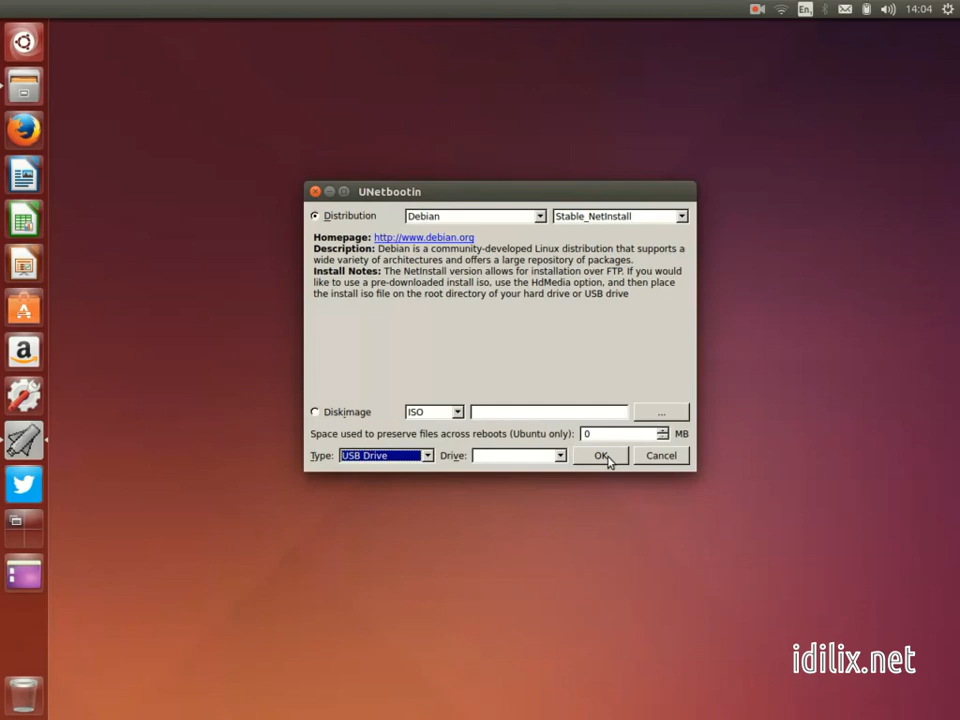 En
14:04
UNetbootin
Distribution Debian Stable_NetInstall
Homepage: http://www.debian.org
Description: Debian is a community-developed Linux distribution that supports a
wide variety of architectures and offers a large repository of packages.
Install Notes: The NetInstall version allows for installation over FTP. If you would
like to use a pre-downloaded install iso, use the HdMedia option, and then place
the install iso file on the root directory of your hard drive or USB drive
Diskimage ISO ...
Space used to preserve files across reboots (Ubuntu only): 0 MB
Type: USB Drive Drive: OK Cancel
a
idilix.net